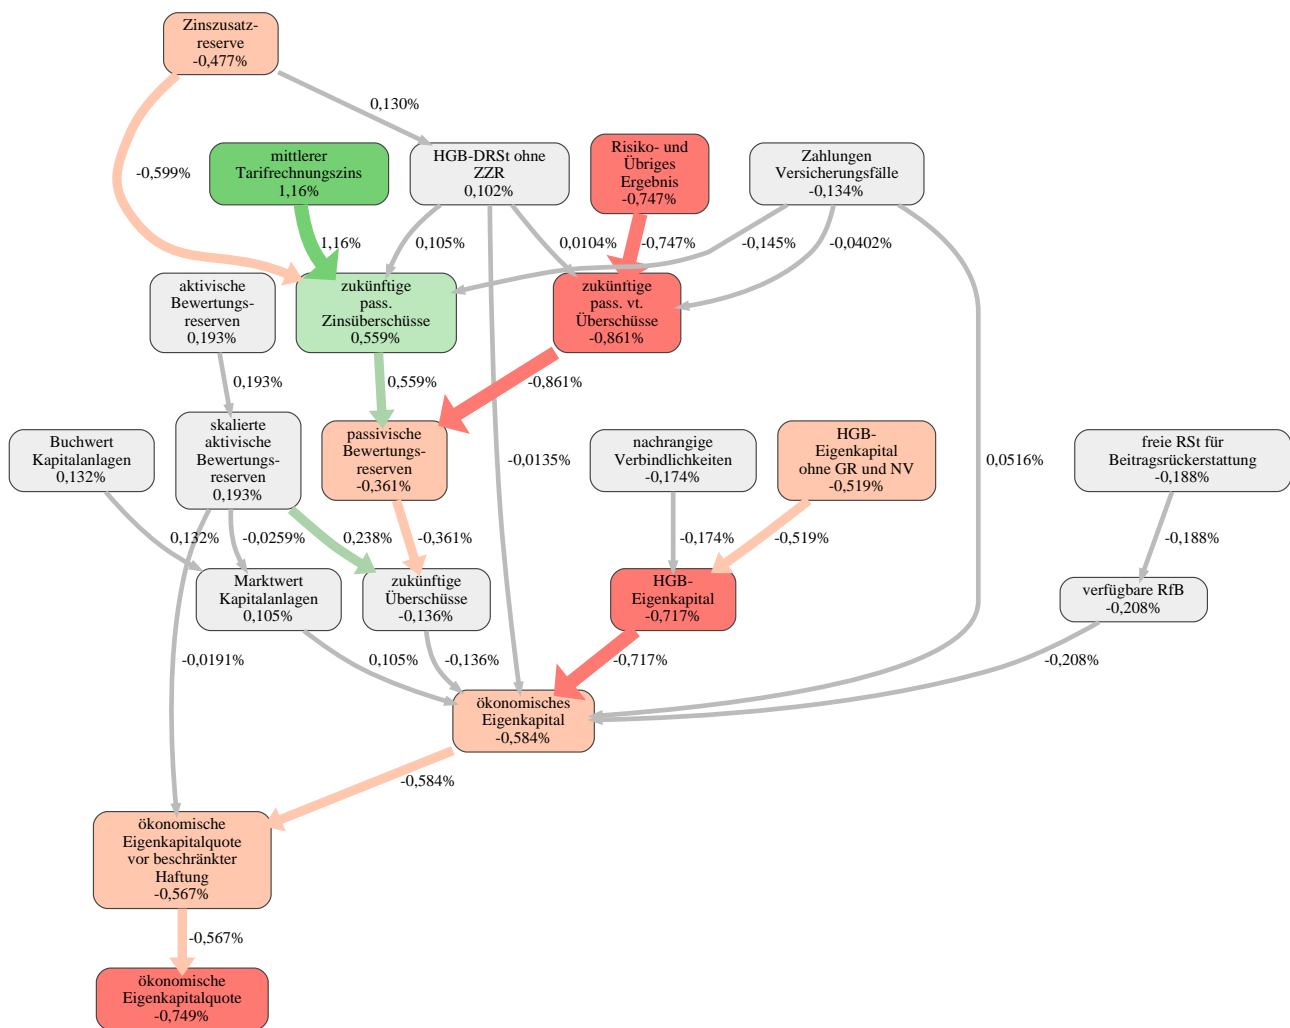 Zinszusatz-
reserve
-0,477%
0,130%
-0,599%
mittlerer
Tarifrechnungszins
1,16%
HGB-DRSt ohne
ZZR
0,102%
Risiko- und
Übriges
Ergebnis
-0,747%
Zahlungen
Versicherungsfälle
-0,134%
1,16%
0,105%
0,0104%
-0,747%
-0,145%
-0,0402%
aktivische
Bewertungs-
reserven
0,193%
zukünftige
pass.
Zinsüberschüsse
0,559%
zukünftige
pass. vt.
Überschüsse
-0,861%
0,193%
0,559%
-0,861%
Buchwert
Kapitalanlagen
0,132%
skalierte
aktivische
Bewertungs-
reserven
0,193%
passivische
Bewertungs-
reserven
-0,361%
-0,0135%
nachrangige
Verbindlichkeiten
-0,174%
HGB-
Eigenkapital
ohne GR und NV
-0,519%
0,0516%
freie RSt für
Beitragsrückerstattung
-0,188%
0,132%
-0,0259%
0,238%
-0,361%
-0,174%
-0,519%
-0,188%
Marktwert
Kapitalanlagen
0,105%
zukünftige
Überschüsse
-0,136%
HGB-
Eigenkapital
-0,717%
verfügbare RfB
-0,208%
-0,0191%
0,105%
-0,136%
-0,717%
-0,208%
ökonomisches
Eigenkapital
-0,584%
-0,584%
ökonomische
Eigenkapitalquote
vor beschränkter
Haftung
-0,567%
-0,567%
ökonomische
Eigenkapitalquote
-0,749%